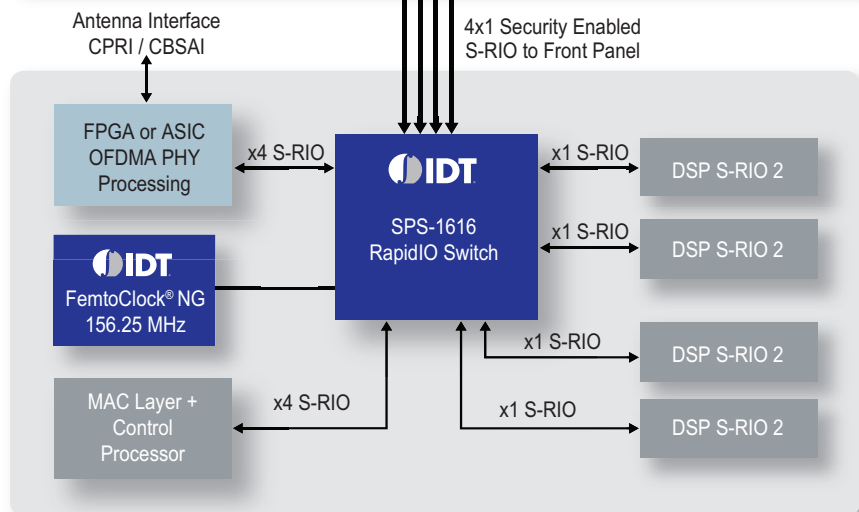 Antenna Interface
CPRI / CBSAI
4x1 Security Enabled
S-RIO to Front Panel
FPGA or ASIC
OFDMA PHY
Processing
x4 S-RIO
IDT
SPS-1616
RapidIO Switch
x1 S-RIO
DSP S-RIO 2
x1 S-RIO
DSP S-RIO 2
IDT
FemtoClock® NG
156.25 MHz
x1 S-RIO
DSP S-RIO 2
MAC Layer +
Control
Processor
x4 S-RIO
x1 S-RIO
DSP S-RIO 2